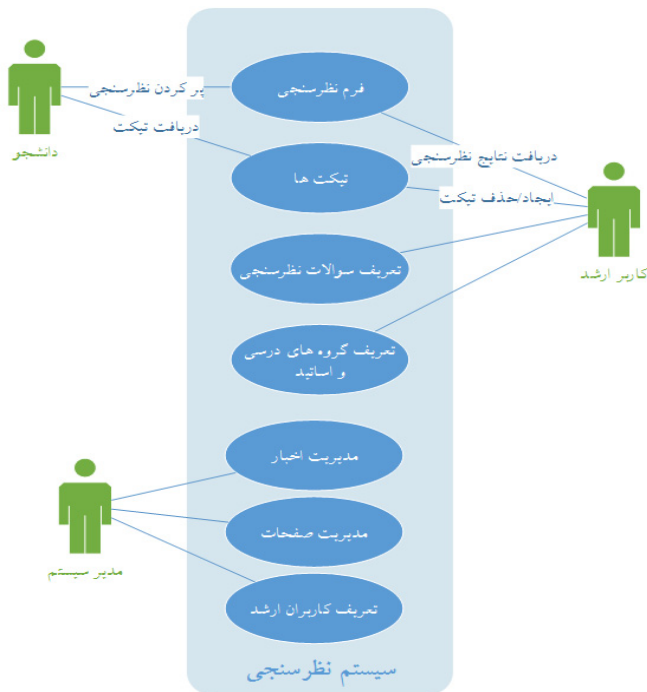 فرم نظرسنجی
پر کردن نظرسنجی
دریافت تیکت
دانشجو
دریافت نتایج نظرسنجی
تیکت ها
ایجاد/حذف تیکت
تعریف سوالات نظرسنجی
کاربر ارشد
تعریف گروه های درسی
و اساتید
مدیریت اخبار
مدیریت صفحات
مدیر سیستم
تعریف کاربران ارشد
سیستم نظرسنجی